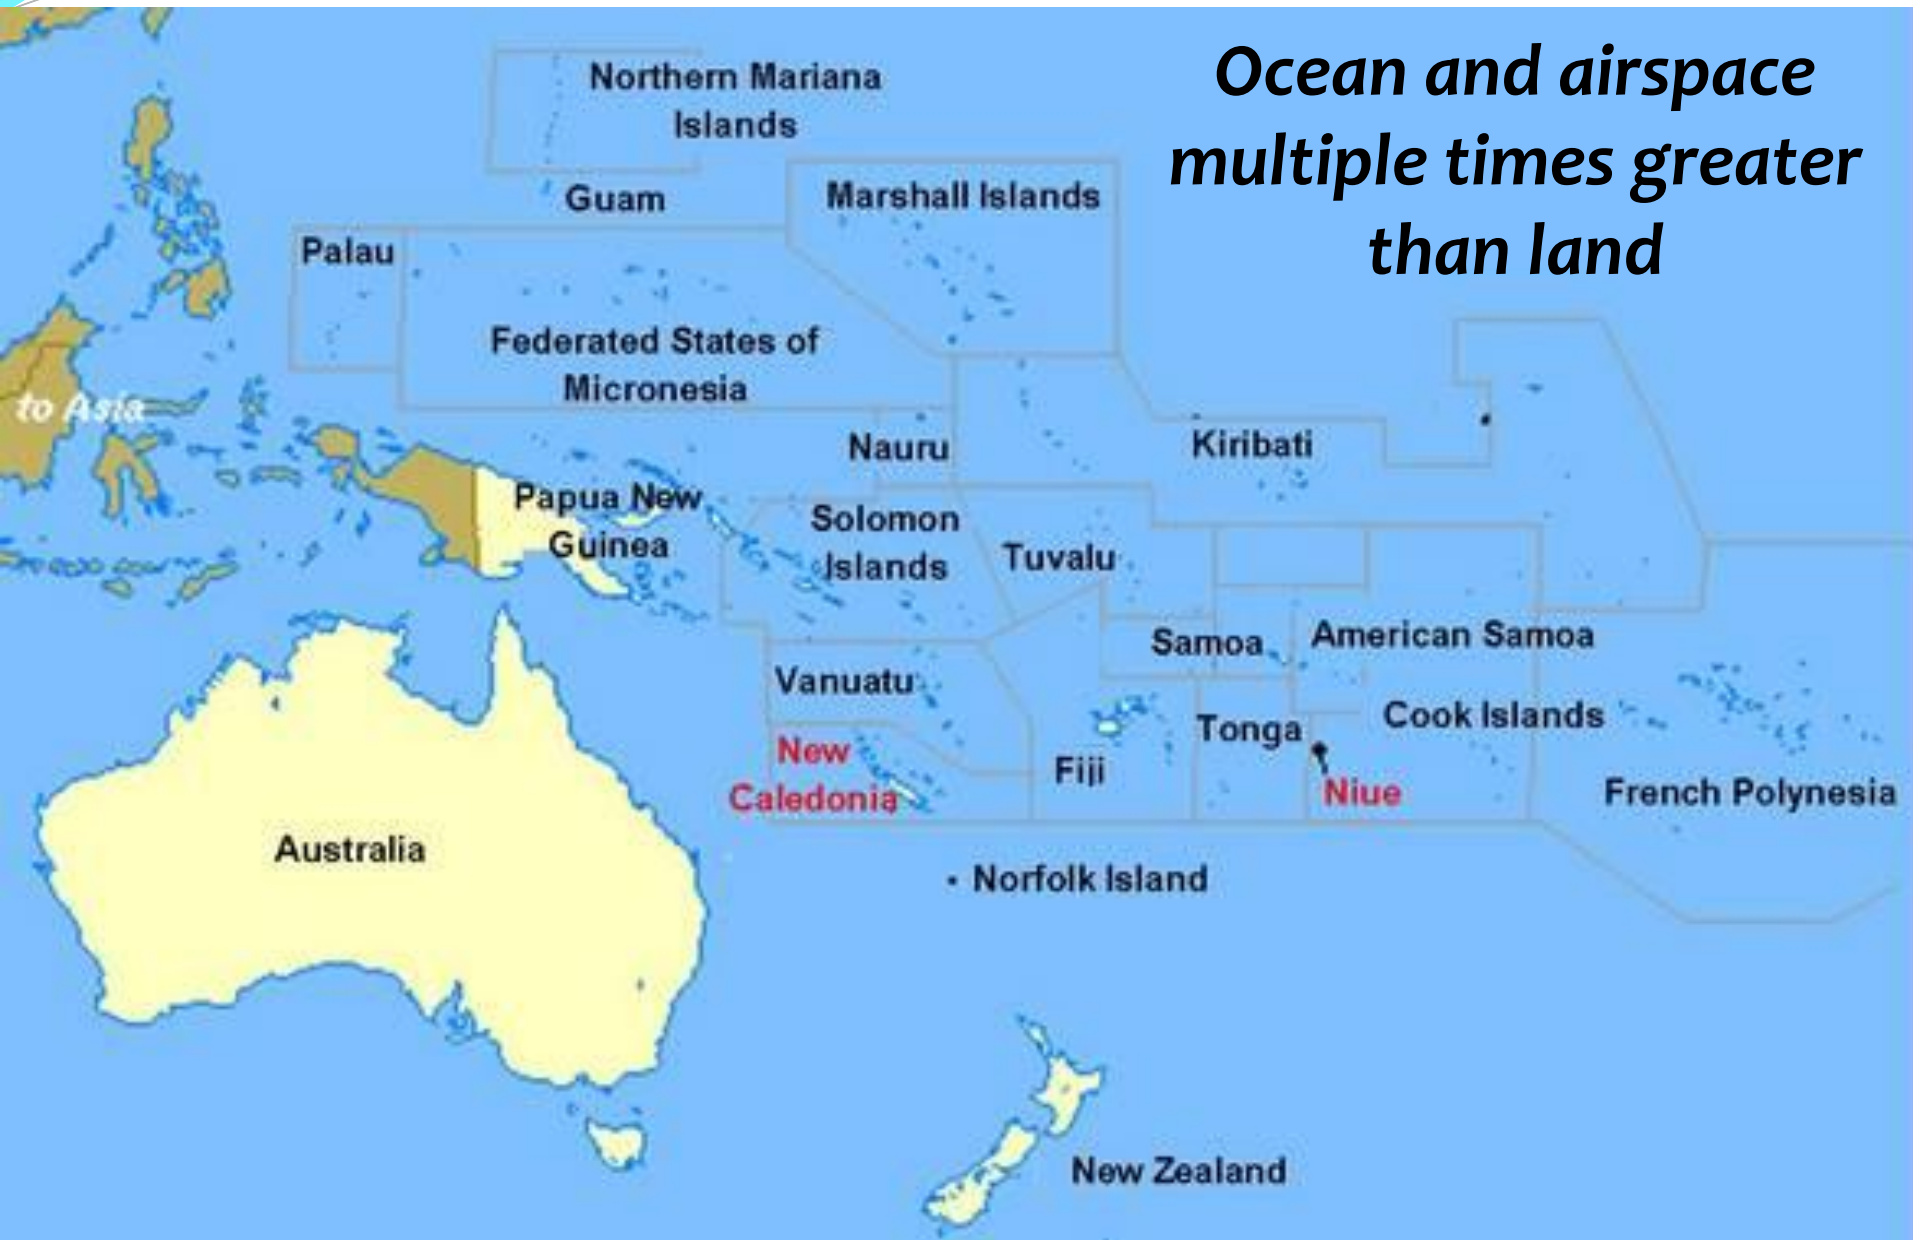 Ocean and airspace
multiple times greater
than land
Northern Mariana
Islands
Guam
Marshall Islands
Palau
Federated States of
Micronesia
to Asia
Nauru
Kiribati
Papua New
Guinea
Solomon
Islands
Tuvalu
Samoa
American Samoa
Vanuatu
Cook Islands
Tonga
New
Caledonia
Fiji
Niue
French Polynesia
Australia
Norfolk Island
New Zealand